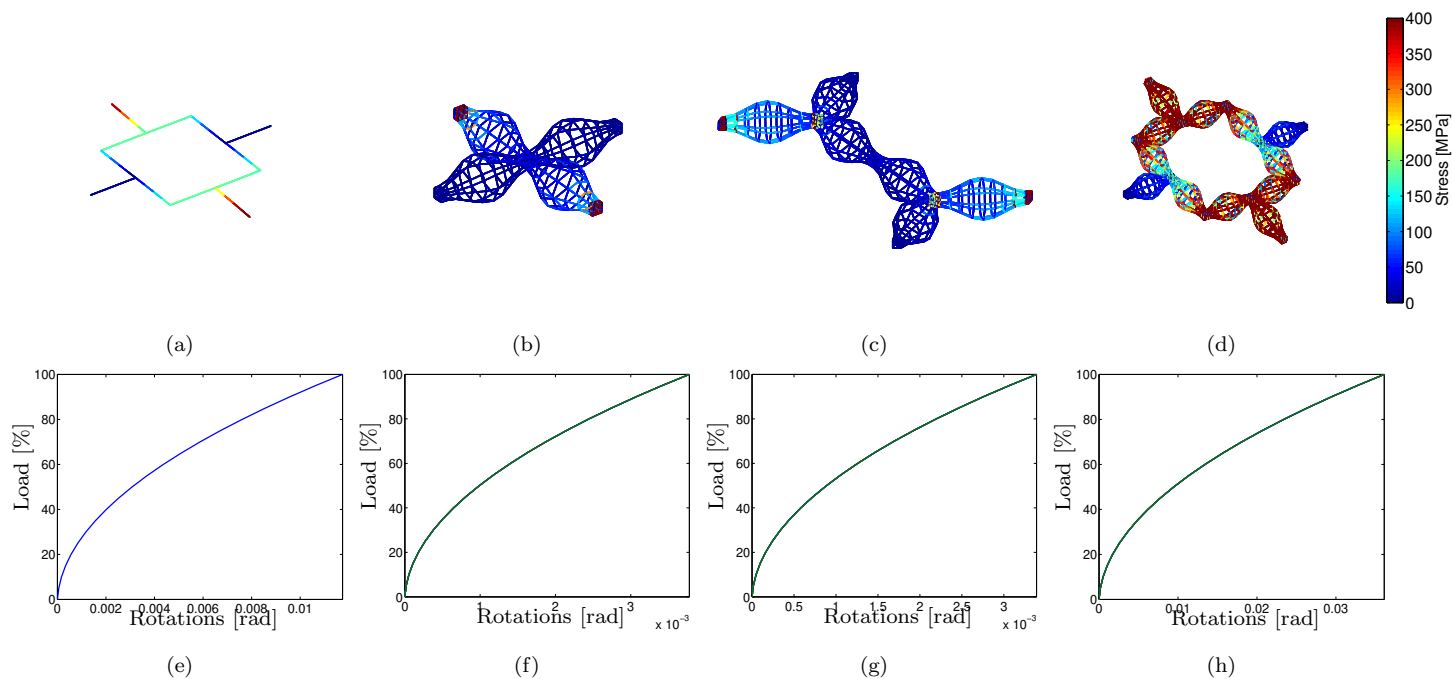 400
350
300
250
200
150
100
50
0
Stress [MPa]
(a)
(b)
(c)
(d)
100
80
60
40
20
0
Load [%]
0 0.002 0.004 0.006 0.008 0.01
Rotations [rad]
100
80
60
40
20
0
Load [%]
0 1 2 3
Rotations [rad]
x 10⁻³
100
80
60
40
20
0
Load [%]
0 0.5 1 1.5 2 2.5 3
Rotations [rad]
x 10⁻³
100
80
60
40
20
0
Load [%]
0 0.01 0.02 0.03
Rotations [rad]
(e)
(f)
(g)
(h)